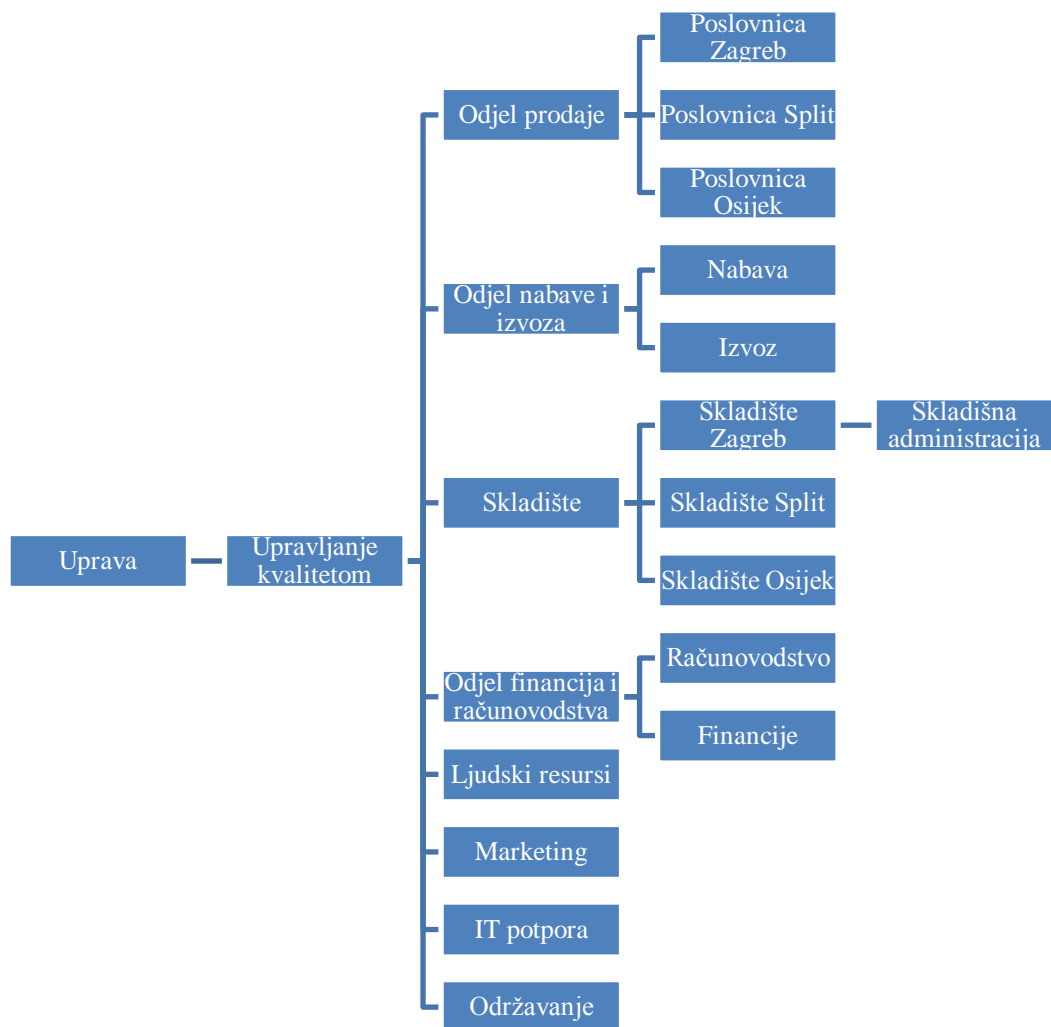 Poslovnica
Zagreb
Odjel prodaje
Poslovnica Split
Poslovnica
Osijek
Nabava
Odjel nabave i
izvoza
Izvoz
Skladište
Zagreb
Skladišna
administracija
Skladište
Skladište Split
Uprava
Upravljanje
kvalitetom
Skladište Osijek
Računovodstvo
Odjel financija i
računovodstva
Financije
Ljudski resursi
Marketing
IT potpora
Održavanje